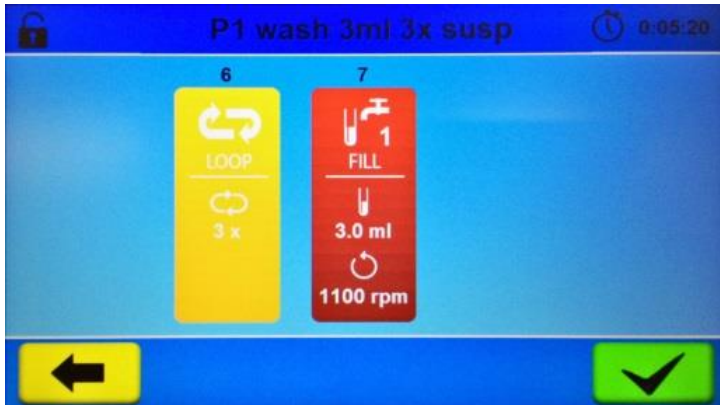 P1 wash 3ml 3x susp
0:05:20
6
7
LOOP
3 x
1
FILL
3.0 ml
1100 rpm